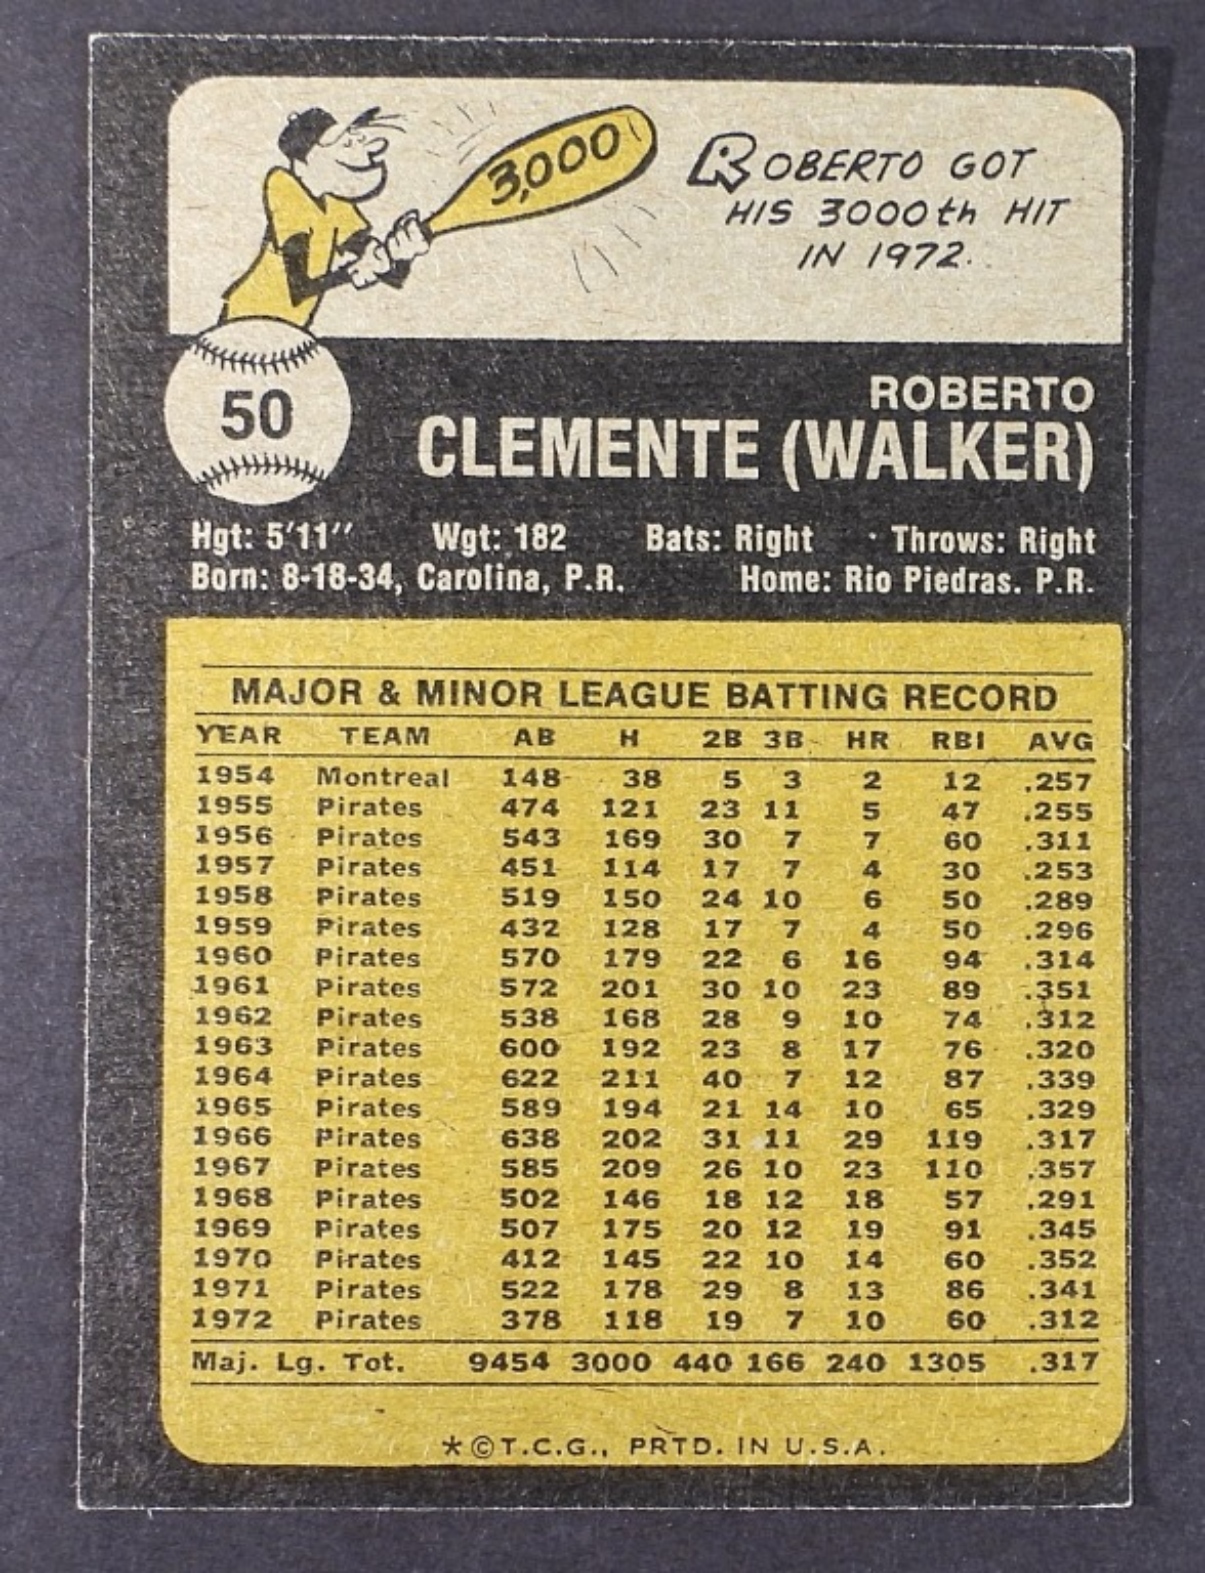 3,000
ROBERTO GOT
HIS 3000th HIT
IN 1972.
50
ROBERTO
CLEMENTE (WALKER)
Hgt: 5'11'' Wgt: 182 Bats: Right Throws: Right
Born: 8-18-34, Carolina, P.R. Home: Rio Piedras. P.R.
MAJOR & MINOR LEAGUE BATTING RECORD
YEAR TEAM AB H 2B 3B HR RBI AVG
1954 Montreal 148 38 5 3 2 12 .257
1955 Pirates 474 121 23 11 5 47 .255
1956 Pirates 543 169 30 7 7 60 .311
1957 Pirates 451 114 17 7 4 30 .253
1958 Pirates 519 150 24 10 6 50 .289
1959 Pirates 432 128 17 7 4 50 .296
1960 Pirates 570 179 22 6 16 94 .314
1961 Pirates 572 201 30 10 23 89 .351
1962 Pirates 538 168 28 9 10 74 .312
1963 Pirates 600 192 23 8 17 76 .320
1964 Pirates 622 211 40 7 12 87 .339
1965 Pirates 589 194 21 14 10 65 .329
1966 Pirates 638 202 31 11 29 119 .317
1967 Pirates 585 209 26 10 23 110 .357
1968 Pirates 502 146 18 12 18 57 .291
1969 Pirates 507 175 20 12 19 91 .345
1970 Pirates 412 145 22 10 14 60 .352
1971 Pirates 522 178 29 8 13 86 .341
1972 Pirates 378 118 19 7 10 60 .312
Maj. Lg. Tot. 9454 3000 440 166 240 1305 .317
*©T.C.G., PRTD. IN U.S.A.